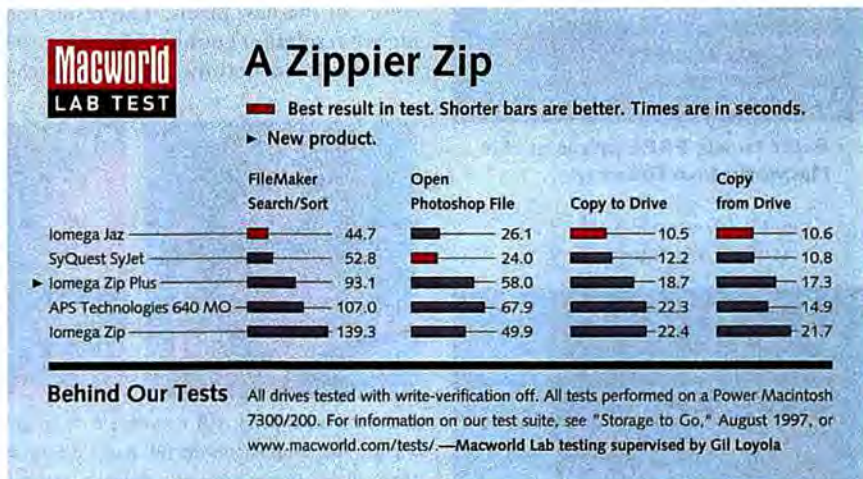 Macworld
LAB TEST
A Zippier Zip
Best result in test. Shorter bars are better. Times are in seconds.
► New product.
FileMaker Search/Sort
Open Photoshop File
Copy to Drive
Copy from Drive
Iomega Jaz 44.7 26.1 10.5 10.6
SyQuest SyJet 52.8 24.0 12.2 10.8
► Iomega Zip Plus 93.1 58.0 18.7 17.3
APS Technologies 640 MO 107.0 67.9 22.3 14.9
Iomega Zip 139.3 49.9 22.4 21.7
Behind Our Tests
All drives tested with write-verification off. All tests performed on a Power Macintosh
7300/200. For information on our test suite, see "Storage to Go," August 1997, or
www.macworld.com/tests/.—Macworld Lab testing supervised by Gil Loyola